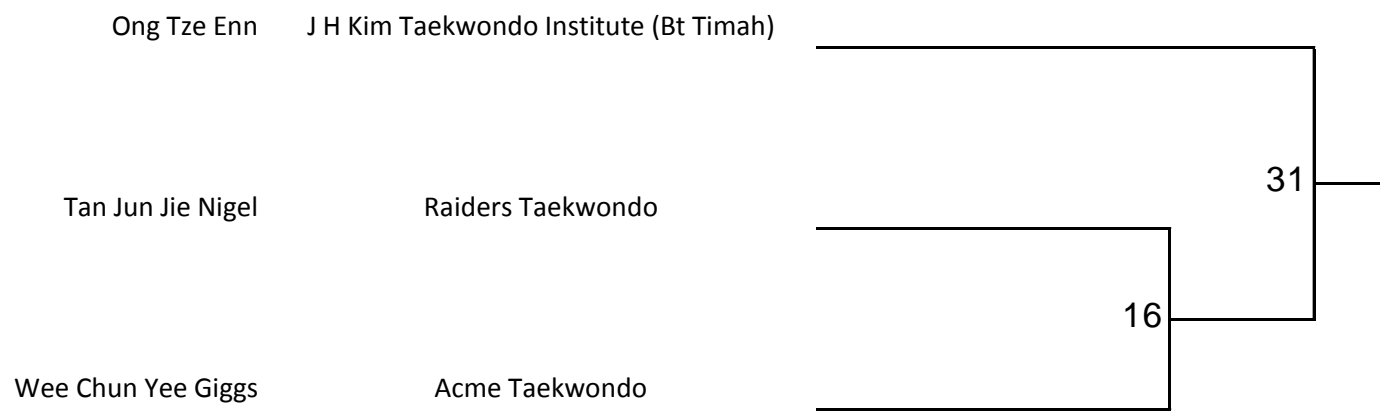 Ong Tze Enn J H Kim Taekwondo Institute (Bt Timah)
31
Tan Jun Jie Nigel Raiders Taekwondo
16
Wee Chun Yee Giggs Acme Taekwondo